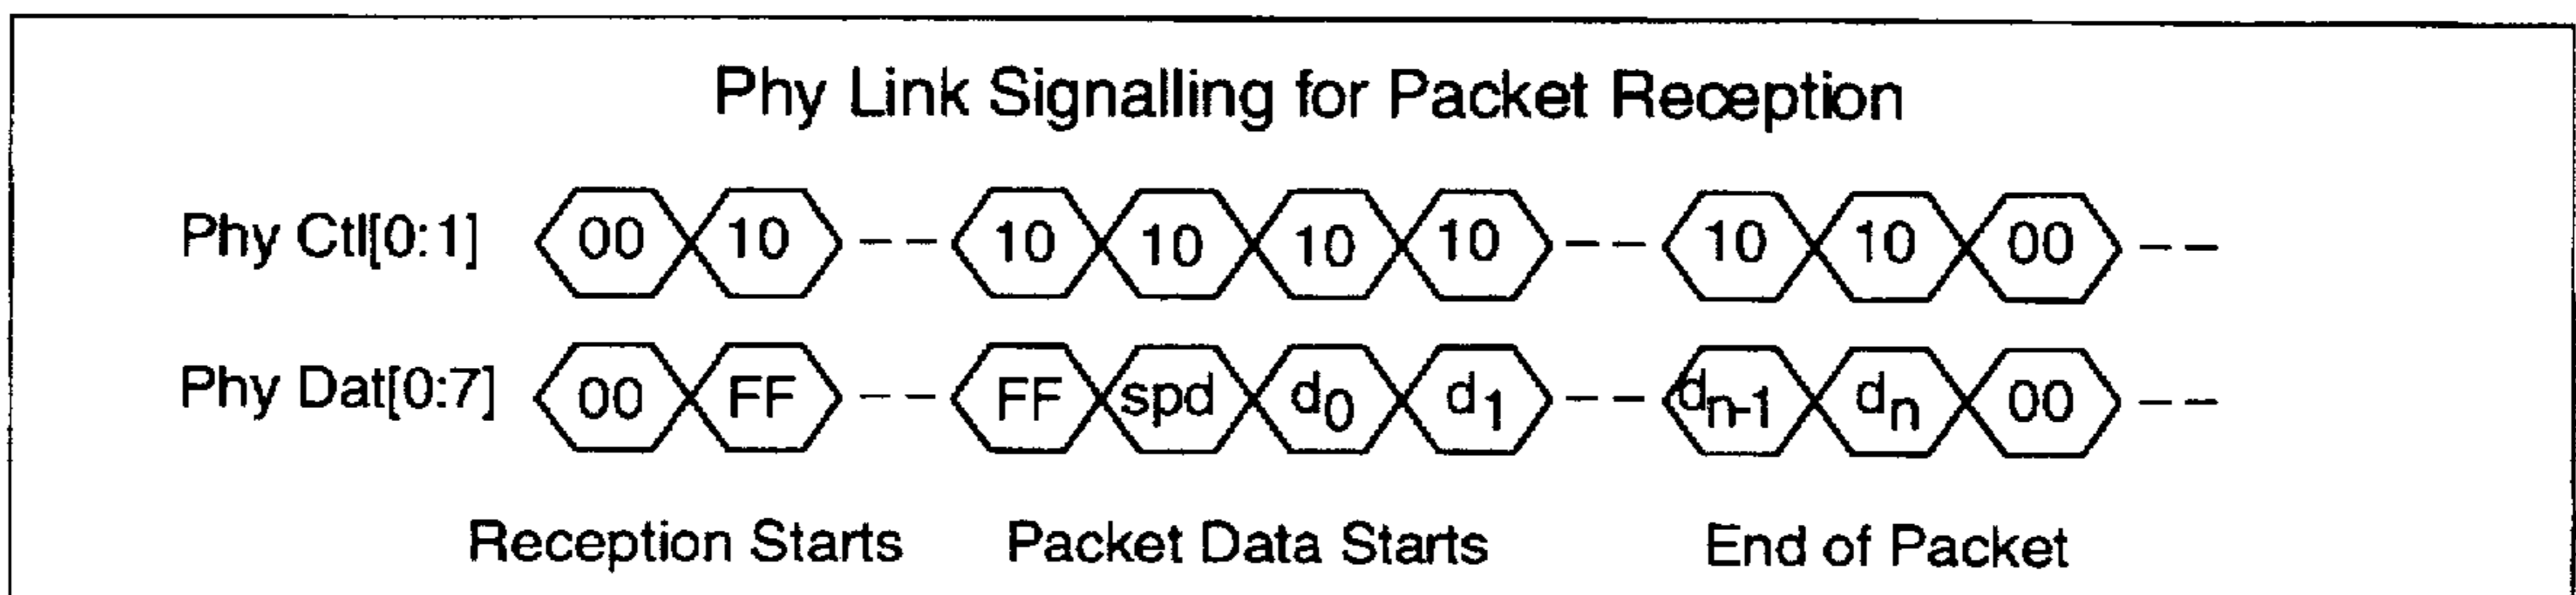 Phy Link Signalling for Packet Reception
Phy Ctl[0:1] 00 10 -- 10 10 10 10 -- 10 10 00 --
Phy Dat[0:7] 00 FF -- FF spd d0 d1 -- dn-1 dn 00 --
Reception Starts Packet Data Starts End of Packet